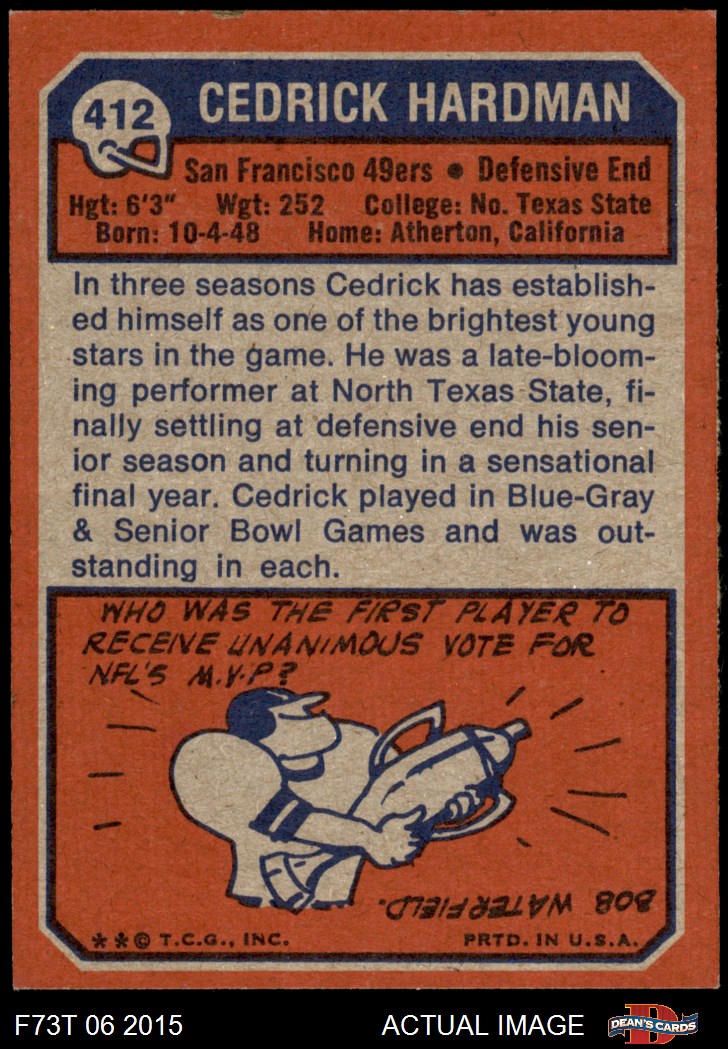 412
CEDRICK HARDMAN
San Francisco 49ers • Defensive End
Hgt: 6'3" Wgt: 252 College: No. Texas State
Born: 10-4-48 Home: Atherton, California
In three seasons Cedrick has establish-
ed himself as one of the brightest young
stars in the game. He was a late-bloom-
ing performer at North Texas State, fi-
nally settling at defensive end his sen-
ior season and turning in a sensational
final year. Cedrick played in Blue-Gray
& Senior Bowl Games and was out-
standing in each.
WHO WAS THE FIRST PLAYER TO
RECEIVE UNANIMOUS VOTE FOR
NFL'S M.V.P?
BOB WATERFIELD.
**© T.C.G., INC. PRTD. IN U.S.A.
F73T 06 2015 ACTUAL IMAGE DEAN'S CARDS